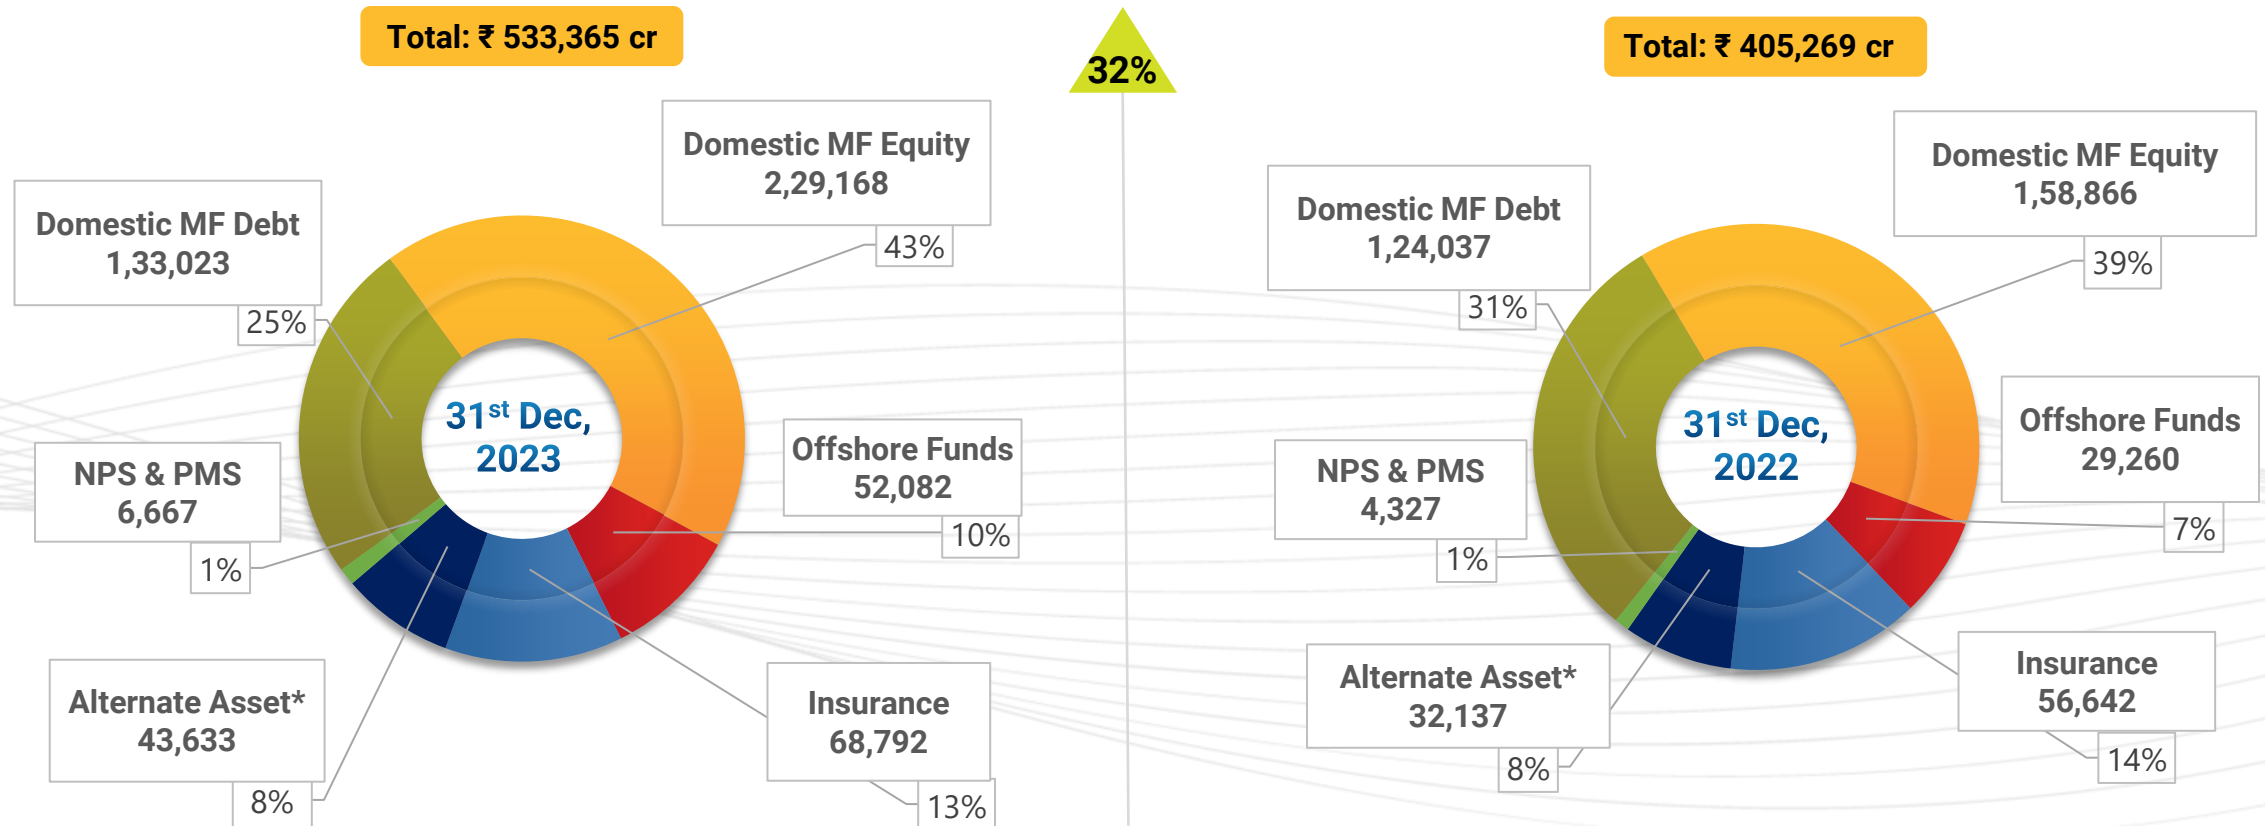 Total: ₹ 533,365 cr
Domestic MF Equity
2,29,168
43%
Domestic MF Debt
1,33,023
25%
31st Dec,
2023
Offshore Funds
52,082
10%
NPS & PMS
6,667
1%
Alternate Asset*
43,633
8%
Insurance
68,792
13%
32%
Total: ₹ 405,269 cr
Domestic MF Equity
1,58,866
39%
Domestic MF Debt
1,24,037
31%
31st Dec,
2022
Offshore Funds
29,260
7%
NPS & PMS
4,327
1%
Alternate Asset*
32,137
8%
Insurance
56,642
14%